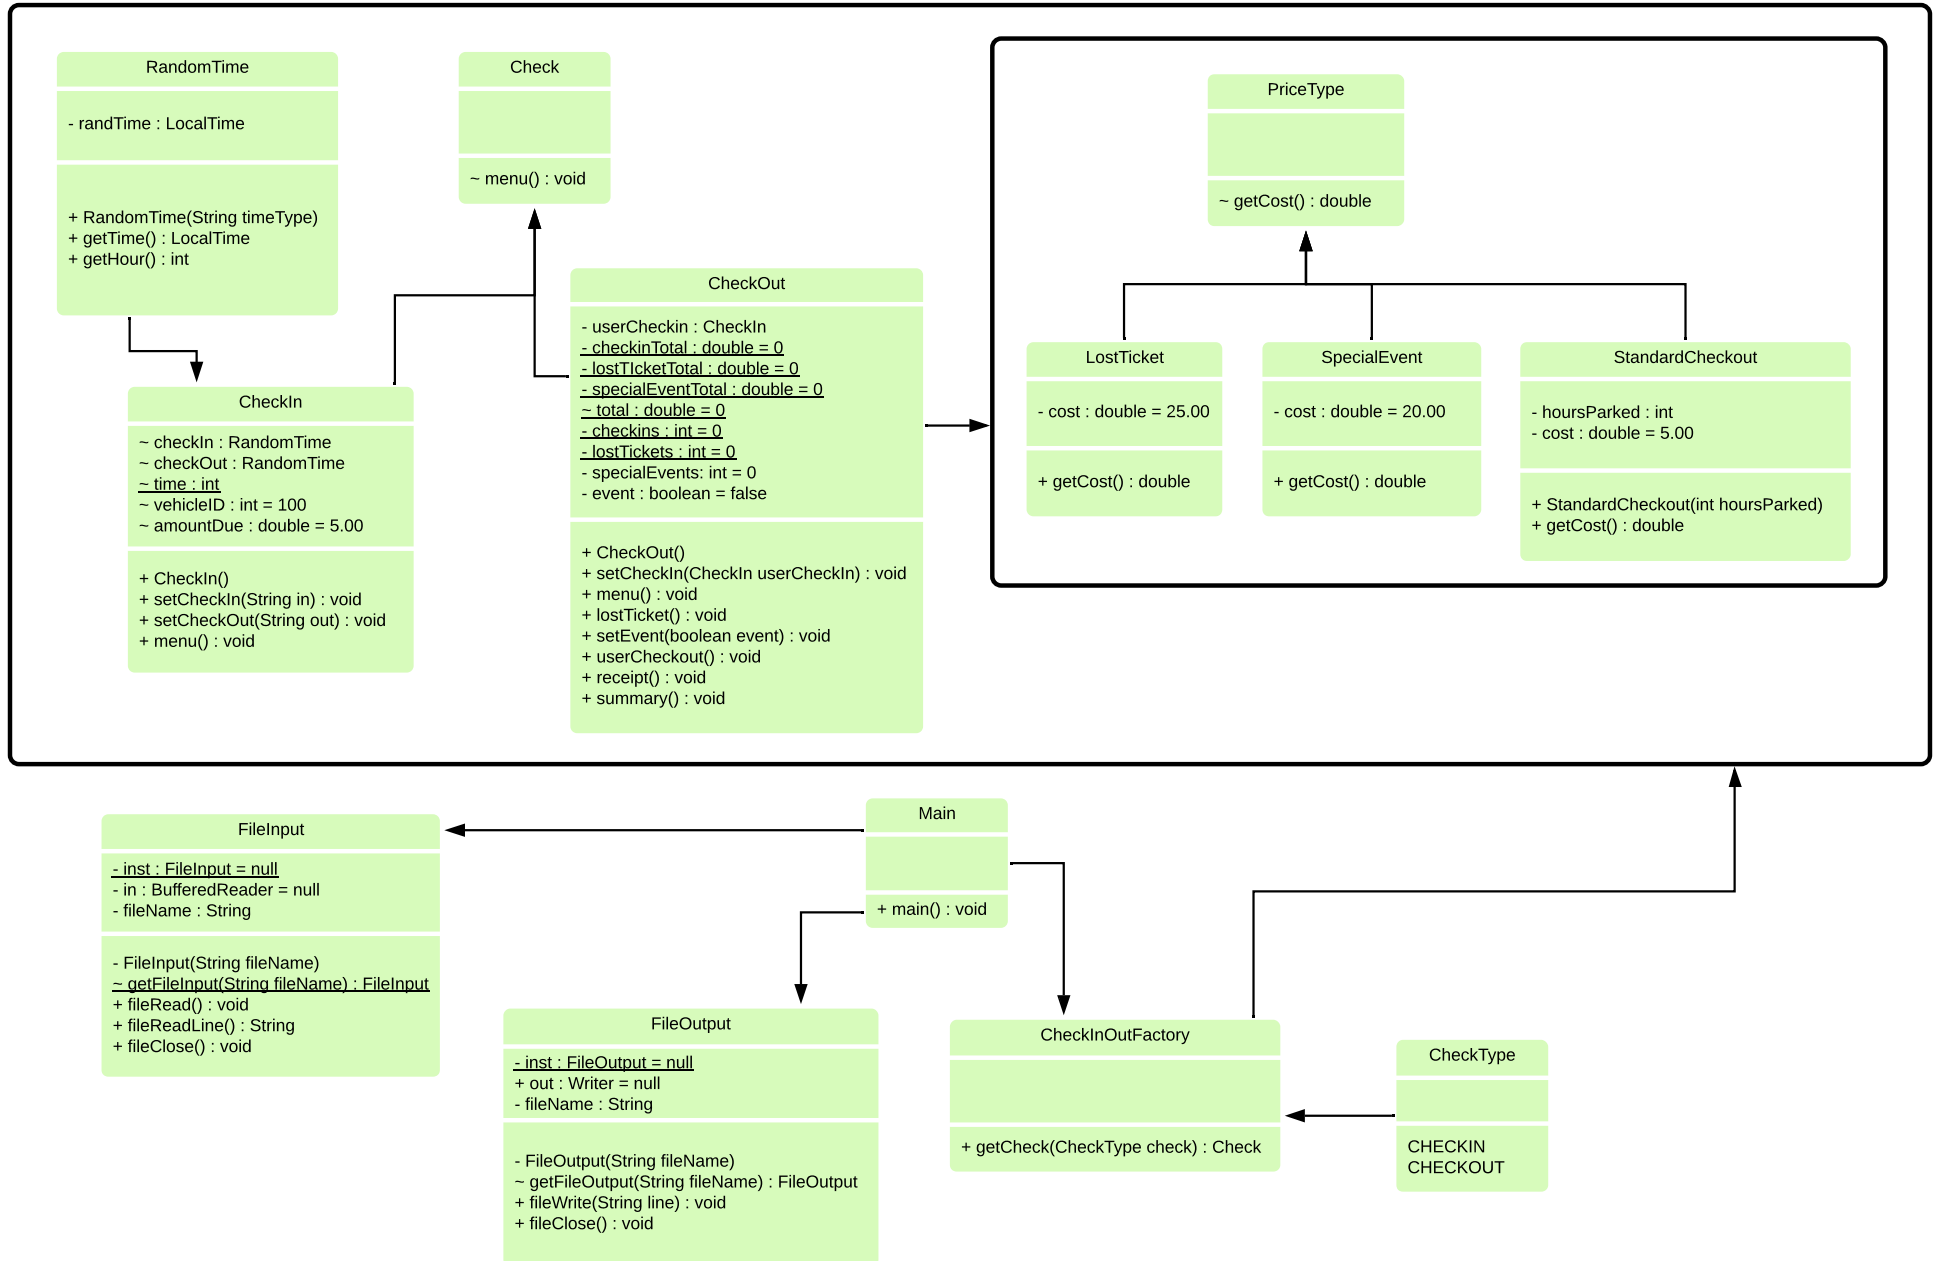 RandomTime
- randTime : LocalTime
+ RandomTime(String timeType)
+ getTime() : LocalTime
+ getHour() : int
Check
~ menu() : void
PriceType
~ getCost() : double
CheckOut
- userCheckin : CheckIn
- checkinTotal : double = 0
- lostTIcketTotal : double = 0
- specialEventTotal : double = 0
~ total : double = 0
- checkins : int = 0
- lostTickets : int = 0
- specialEvents: int = 0
- event : boolean = false
+ CheckOut()
+ setCheckIn(CheckIn userCheckIn) : void
+ menu() : void
+ lostTicket() : void
+ setEvent(boolean event) : void
+ userCheckout() : void
+ receipt() : void
+ summary() : void
LostTicket
- cost : double = 25.00
+ getCost() : double
SpecialEvent
- cost : double = 20.00
+ getCost() : double
StandardCheckout
- hoursParked : int
- cost : double = 5.00
+ StandardCheckout(int hoursParked)
+ getCost() : double
CheckIn
~ checkIn : RandomTime
~ checkOut : RandomTime
~ time : int
~ vehicleID : int = 100
~ amountDue : double = 5.00
+ CheckIn()
+ setCheckIn(String in) : void
+ setCheckOut(String out) : void
+ menu() : void
FileInput
- inst : FileInput = null
- in : BufferedReader = null
- fileName : String
- FileInput(String fileName)
~ getFileInput(String fileName) : FileInput
+ fileRead() : void
+ fileReadLine() : String
+ fileClose() : void
Main
+ main() : void
FileOutput
- inst : FileOutput = null
+ out : Writer = null
- fileName : String
- FileOutput(String fileName)
~ getFileOutput(String fileName) : FileOutput
+ fileWrite(String line) : void
+ fileClose() : void
CheckInOutFactory
+ getCheck(CheckType check) : Check
CheckType
CHECKIN
CHECKOUT